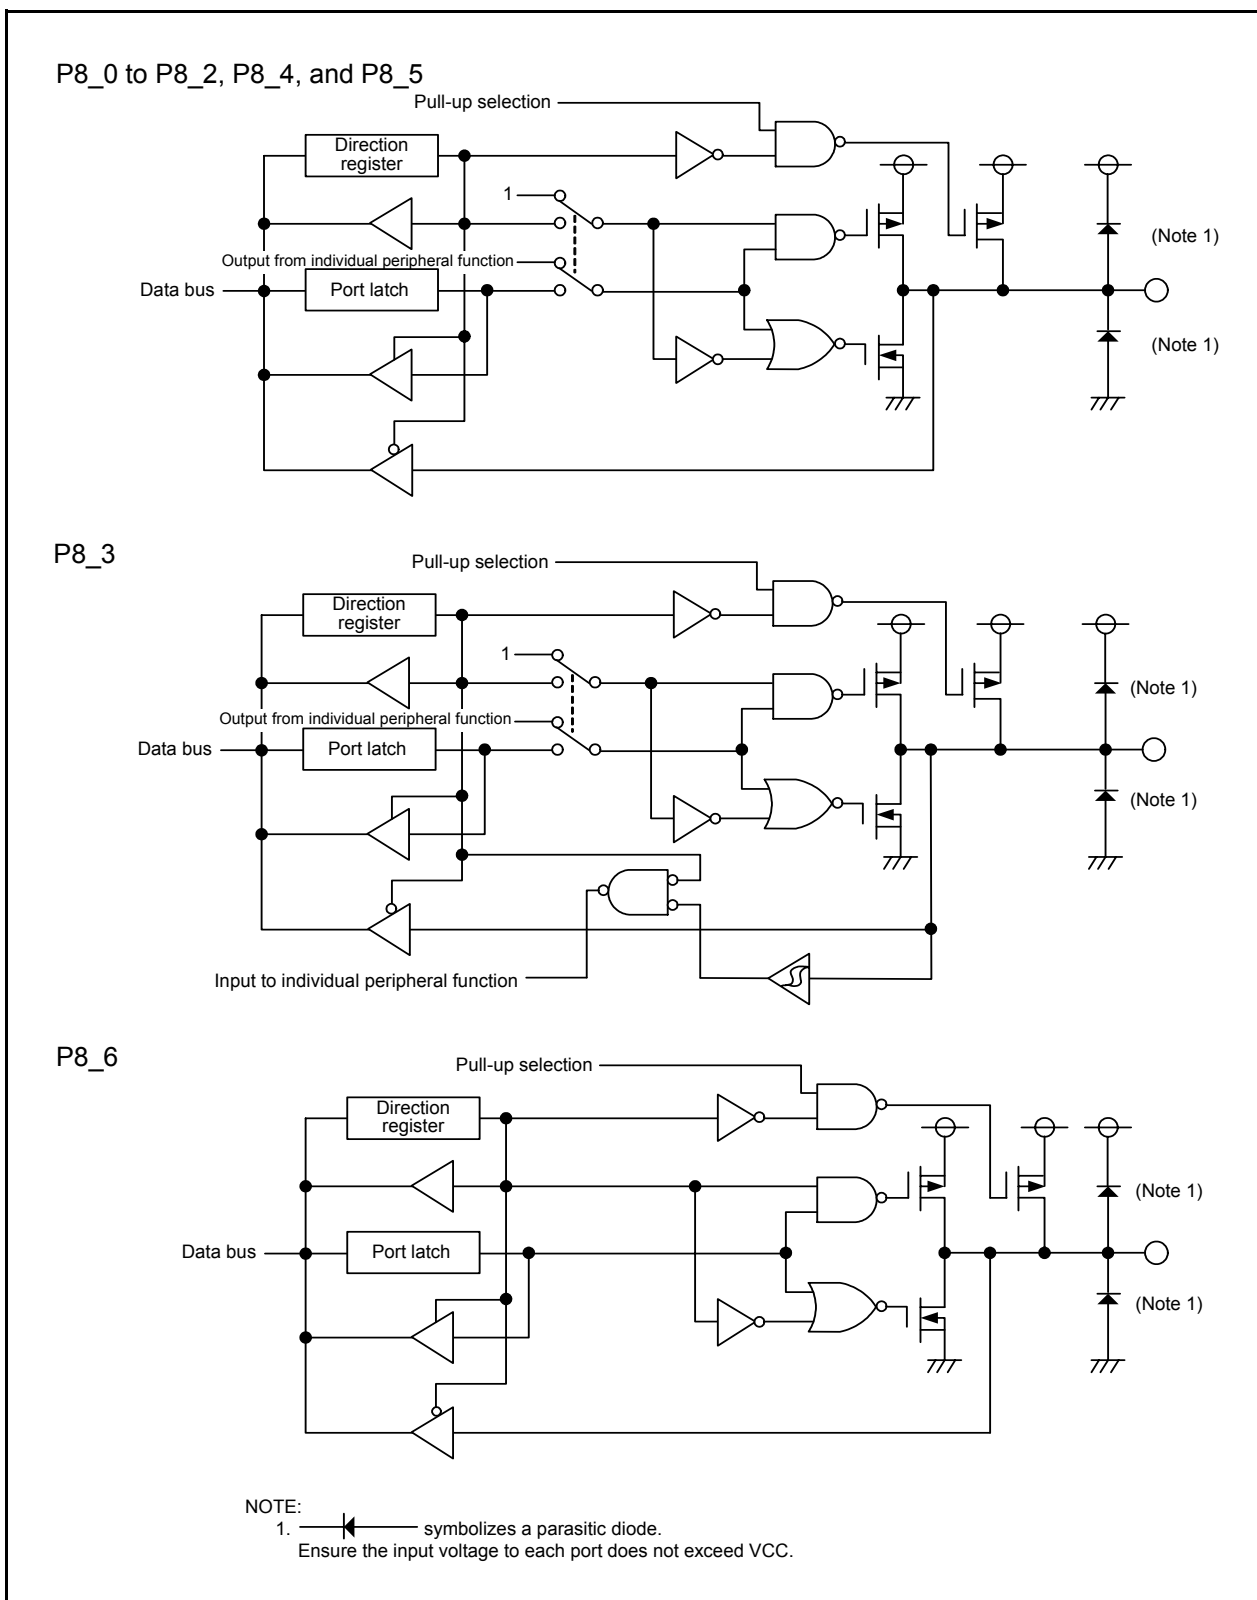 P8_0 to P8_2, P8_4, and P8_5
Pull-up selection
Direction
register
1
(Note 1)
Output from individual peripheral function
Data bus
Port latch
(Note 1)
P8_3
Pull-up selection
Direction
register
1
(Note 1)
Output from individual peripheral function
Data bus
Port latch
(Note 1)
Input to individual peripheral function
P8_6
Pull-up selection
Direction
register
(Note 1)
Data bus
Port latch
(Note 1)
NOTE:
1. symbolizes a parasitic diode.
Ensure the input voltage to each port does not exceed VCC.